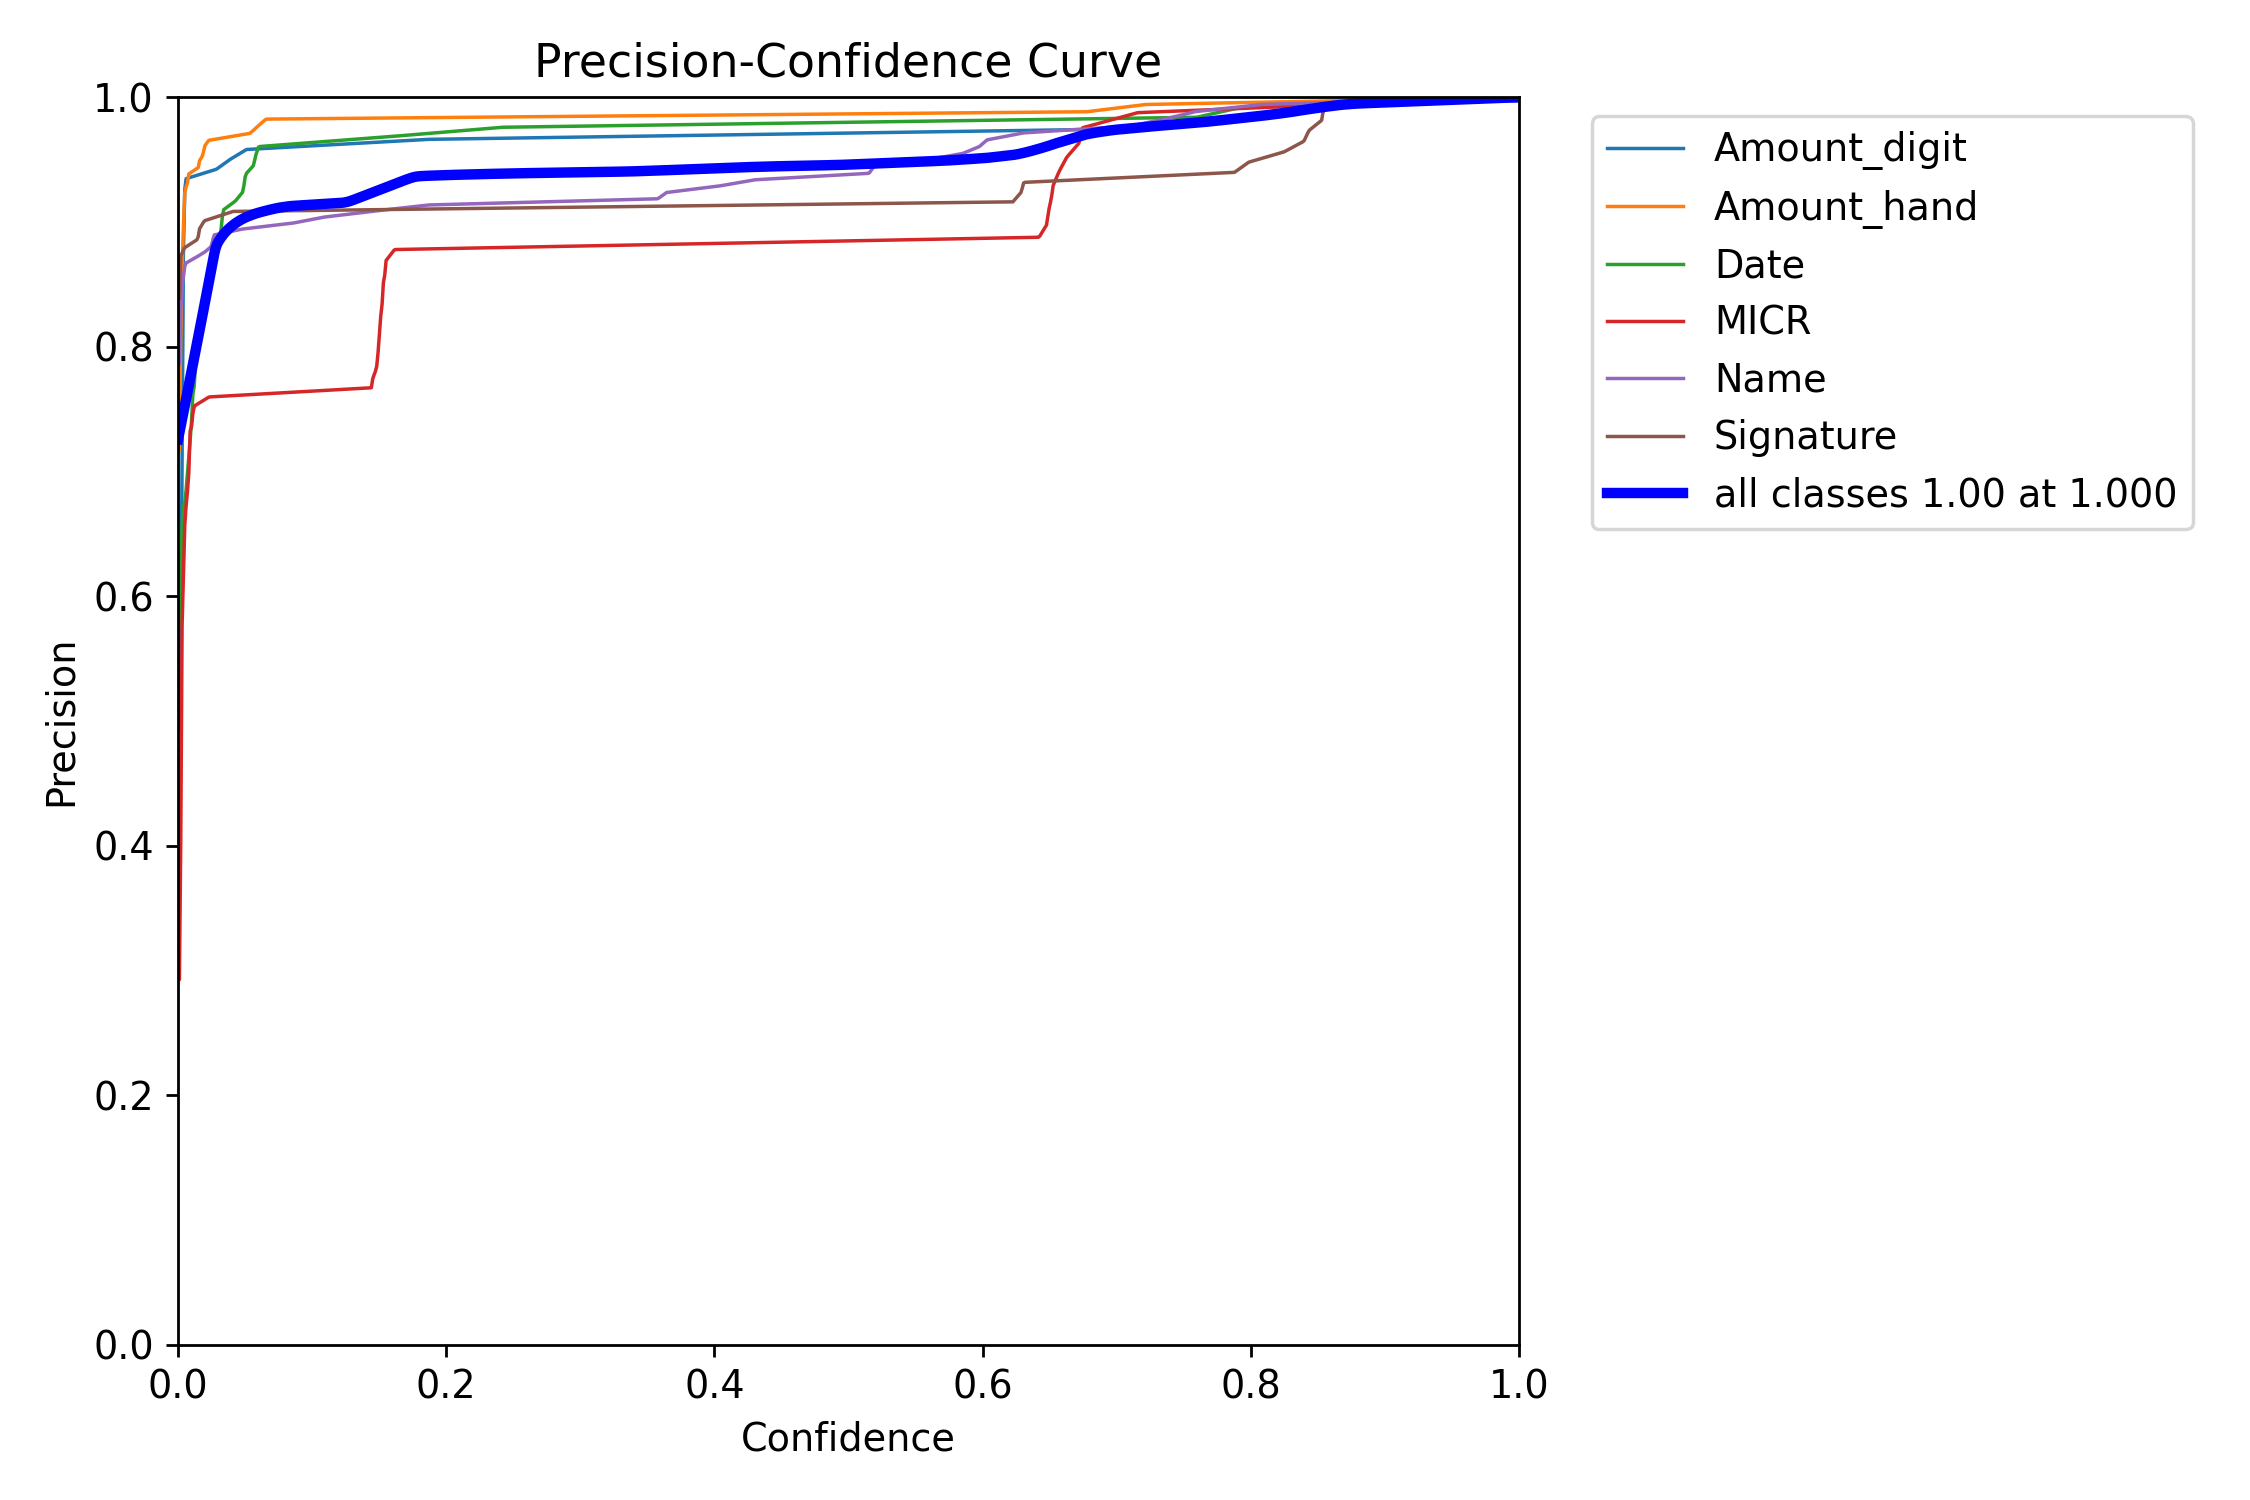 Precision-Confidence Curve
1.0
0.8
0.6
0.4
0.2
0.0
Precision
0.0 0.2 0.4 0.6 0.8 1.0
Confidence
Amount_digit
Amount_hand
Date
MICR
Name
Signature
all classes 1.00 at 1.000